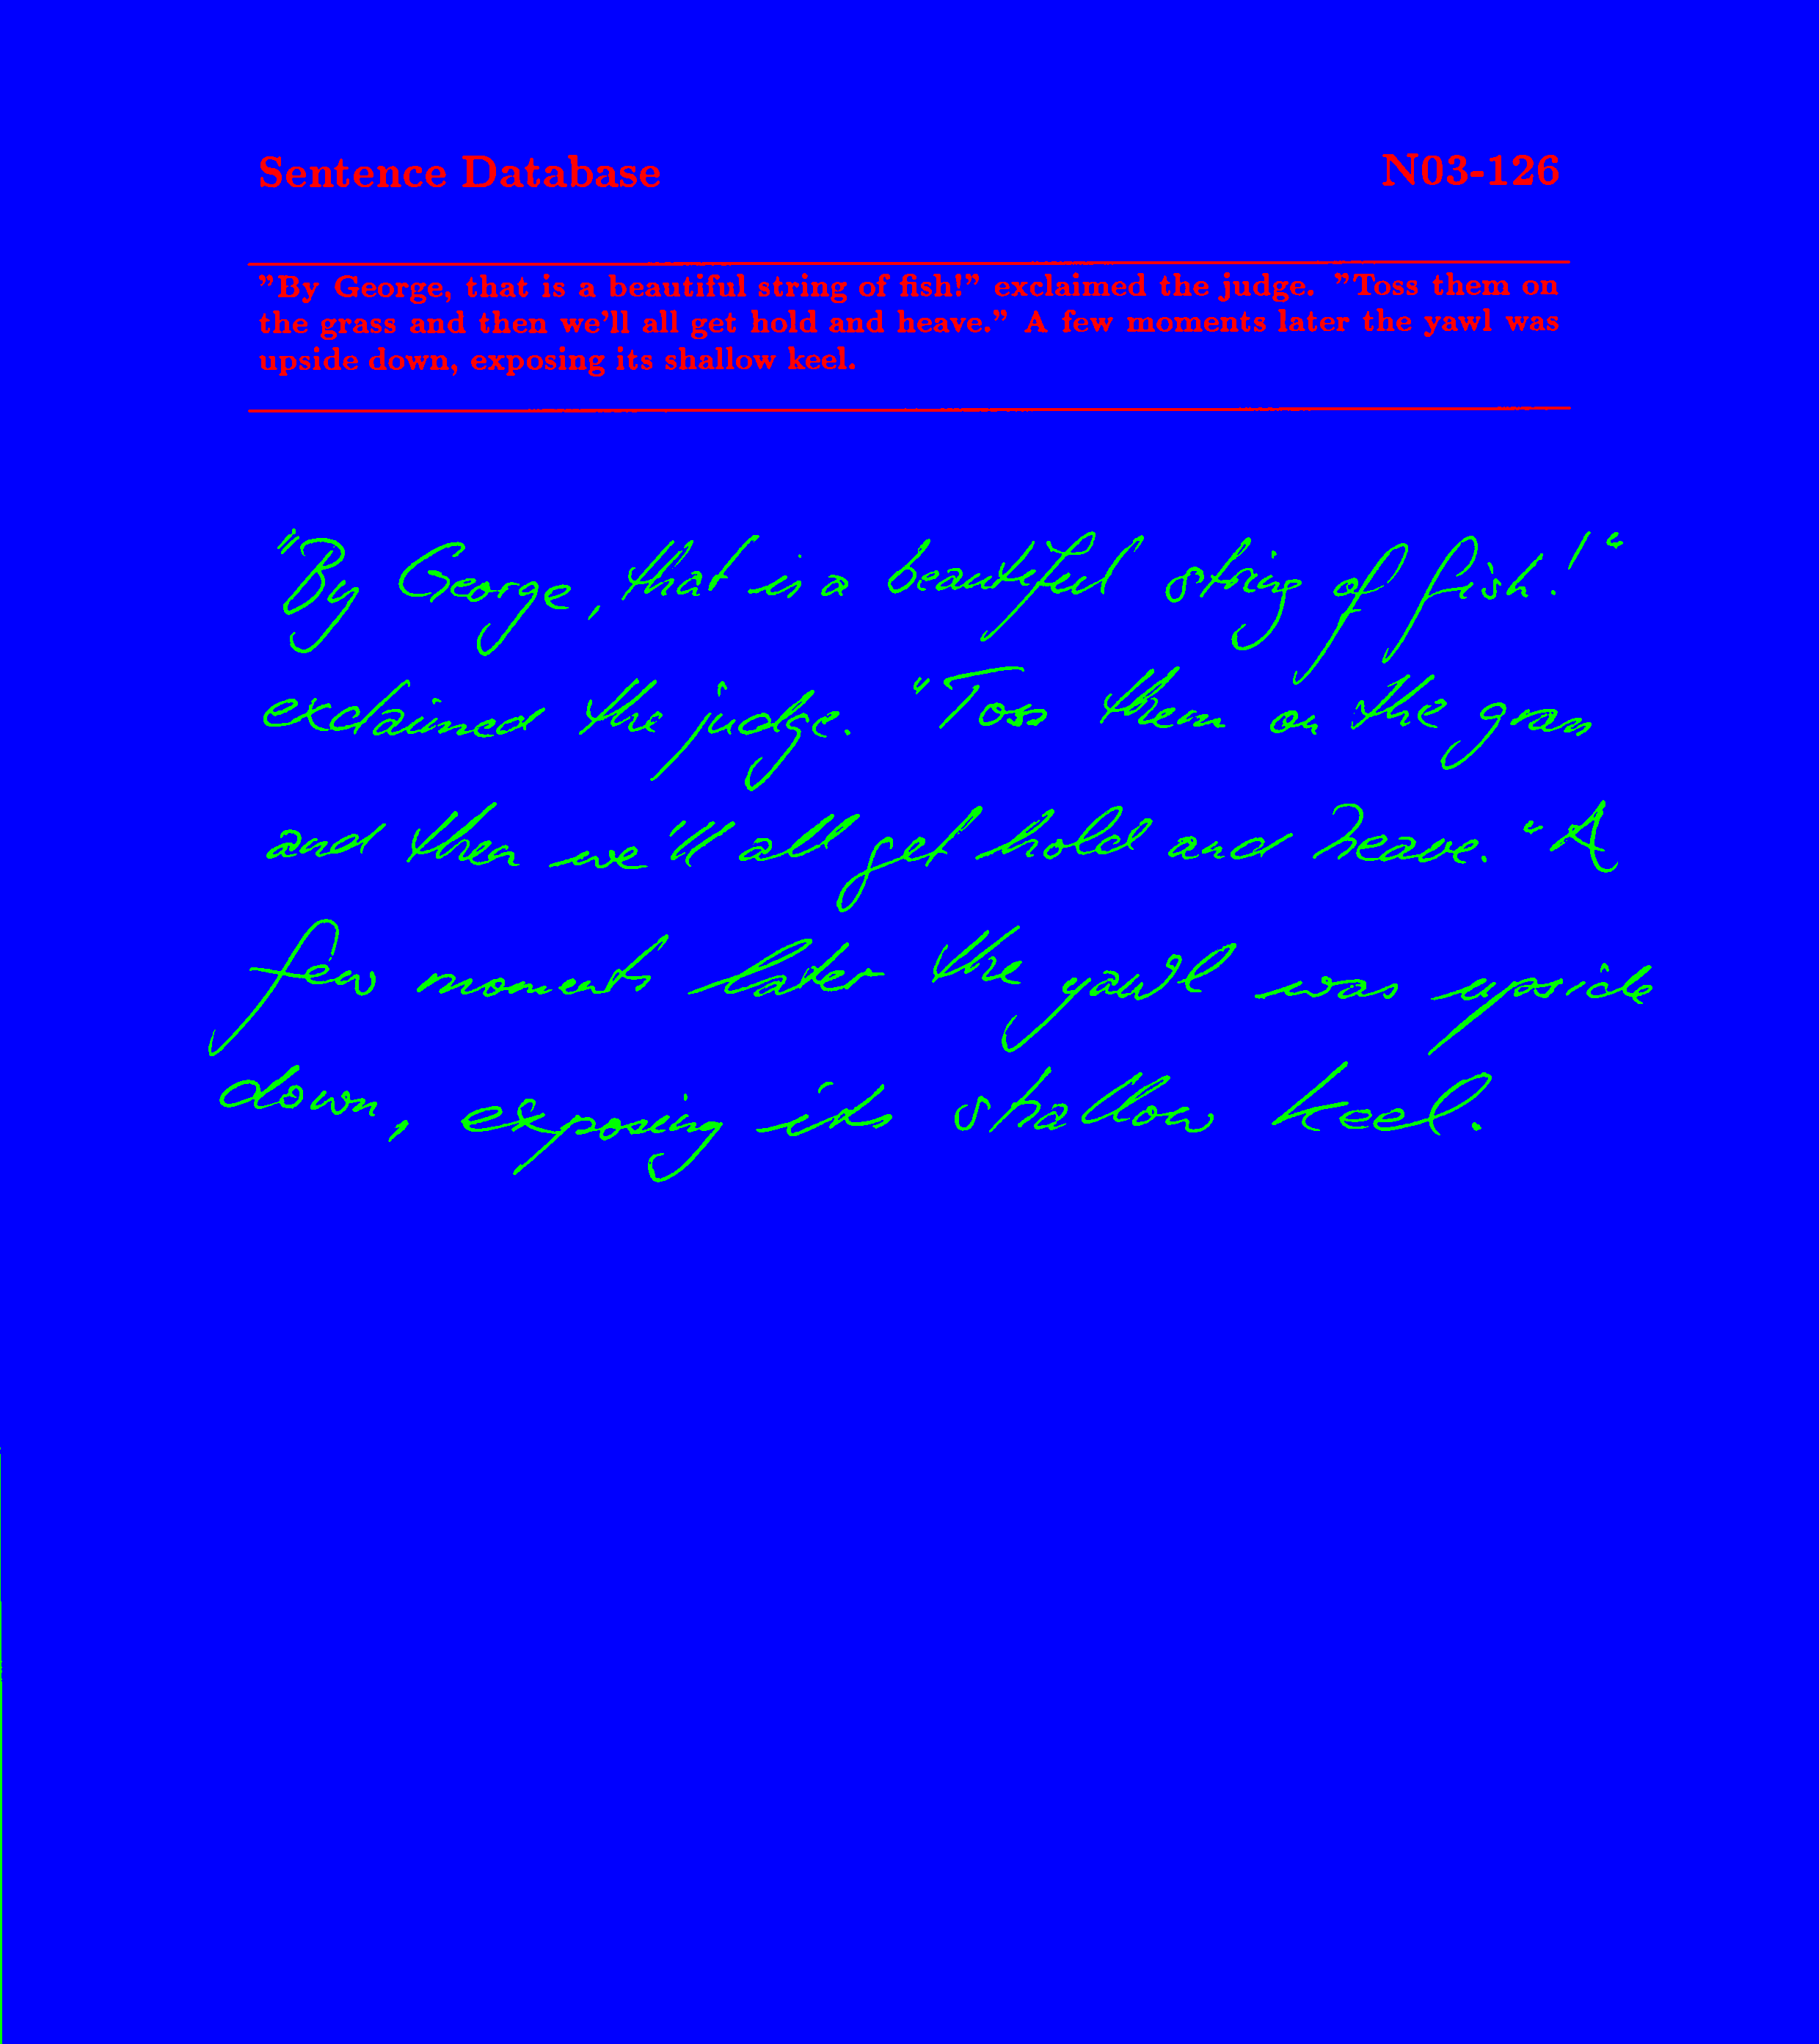 Sentence Database N03-126
"By George, that is a beautiful string of fish!" exclaimed the judge. "Toss them on
the grass and then we'll all get hold and heave." A few moments later the yawl was
upside down, exposing its shallow keel.
"By George, that is a beautiful string of fish!"
exclaimed the judge. "Toss them on the grass
and then we'll all get hold and heave." A
few moments later the yawl was upside
down, exposing its shallow keel.